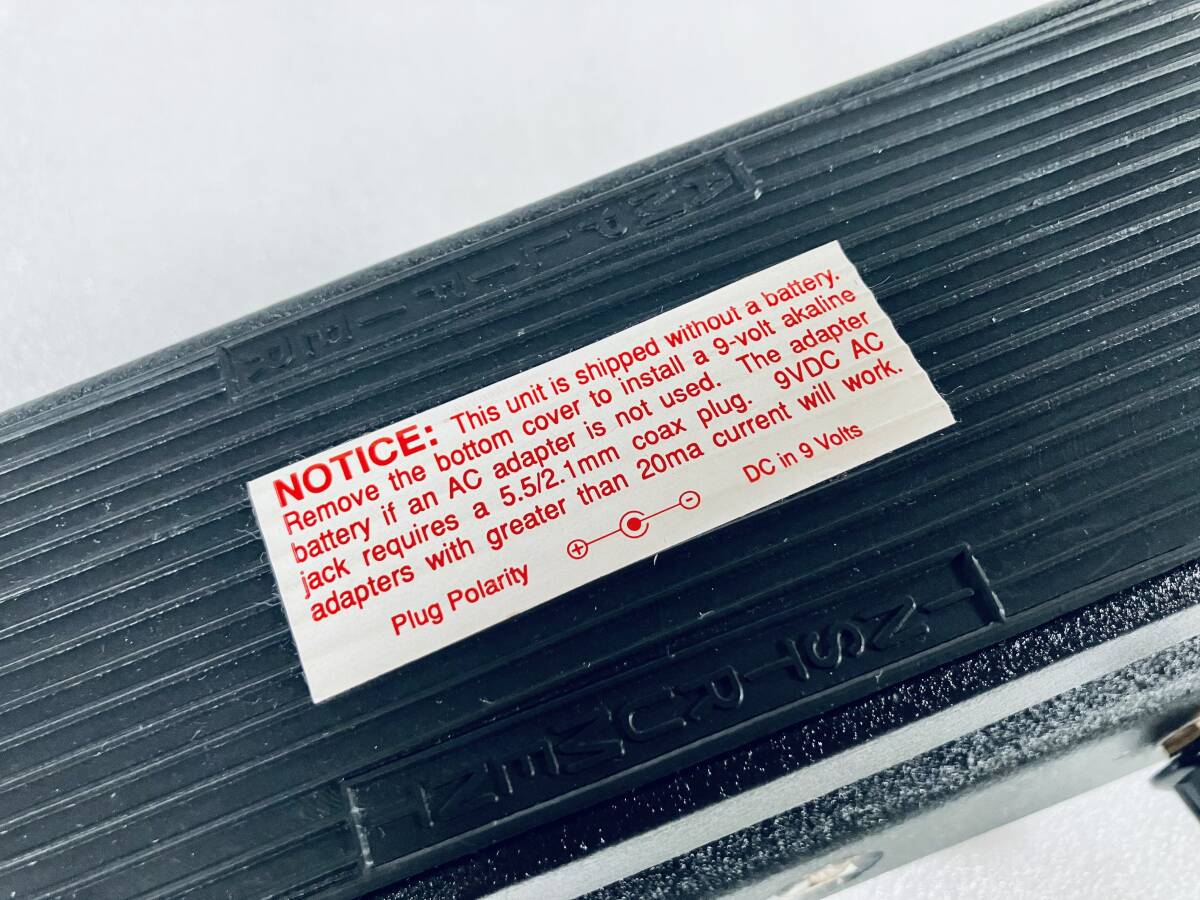 AMPLIFIER
NOTICE: This unit is shipped without a battery.
Remove the bottom cover to install a 9-volt akaline
battery if an AC adapter is not used. The adapter
jack requires a 5.5/2.1mm coax plug. 9VDC AC
adapters with greater than 20ma current will work.
Plug Polarity + - DC in 9 Volts
INSTRUMENT